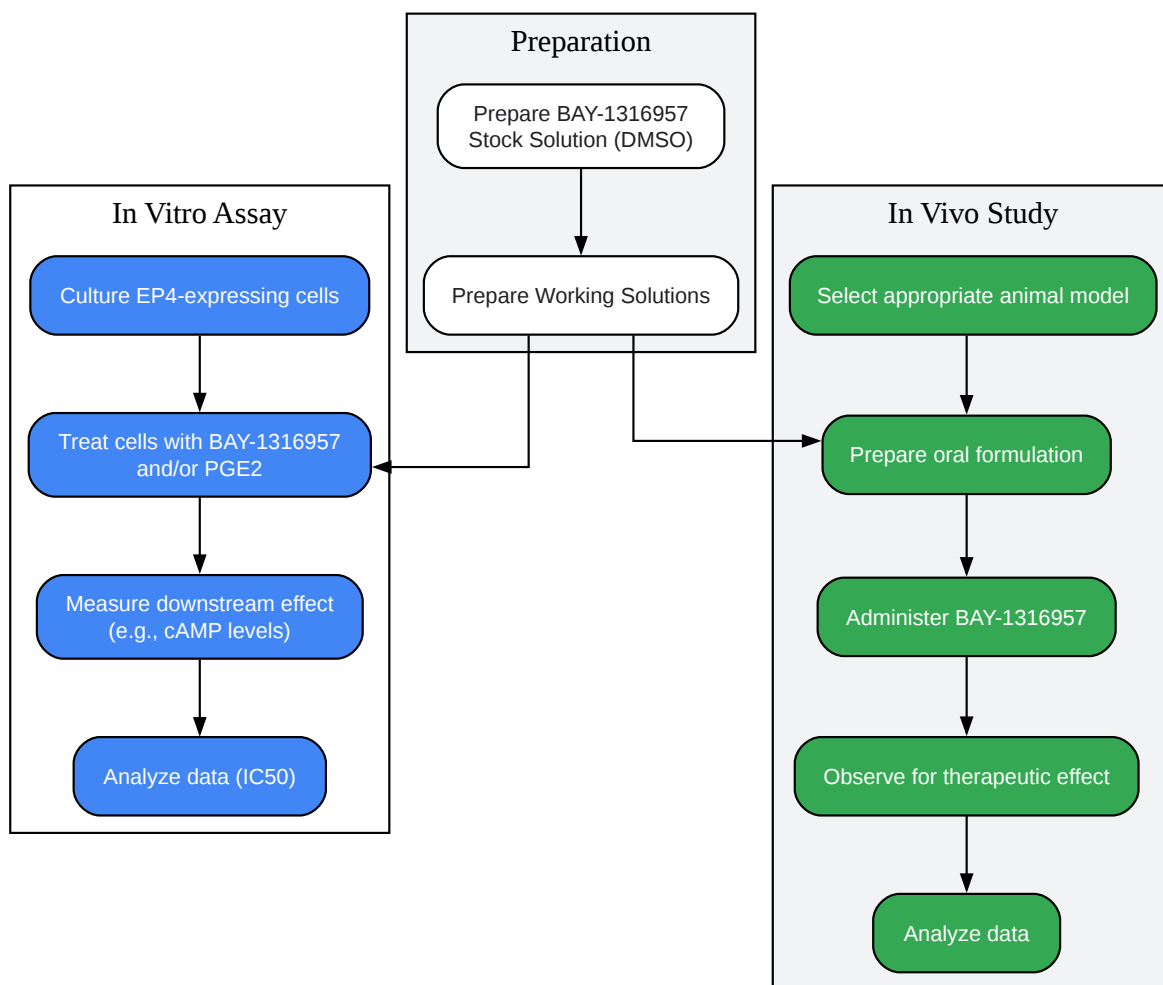 Preparation
Prepare BAY-1316957
Stock Solution (DMSO)
Prepare Working Solutions
In Vitro Assay
Culture EP4-expressing cells
Treat cells with BAY-1316957
and/or PGE2
Measure downstream effect
(e.g., cAMP levels)
Analyze data (IC50)
In Vivo Study
Select appropriate animal model
Prepare oral formulation
Administer BAY-1316957
Observe for therapeutic effect
Analyze data